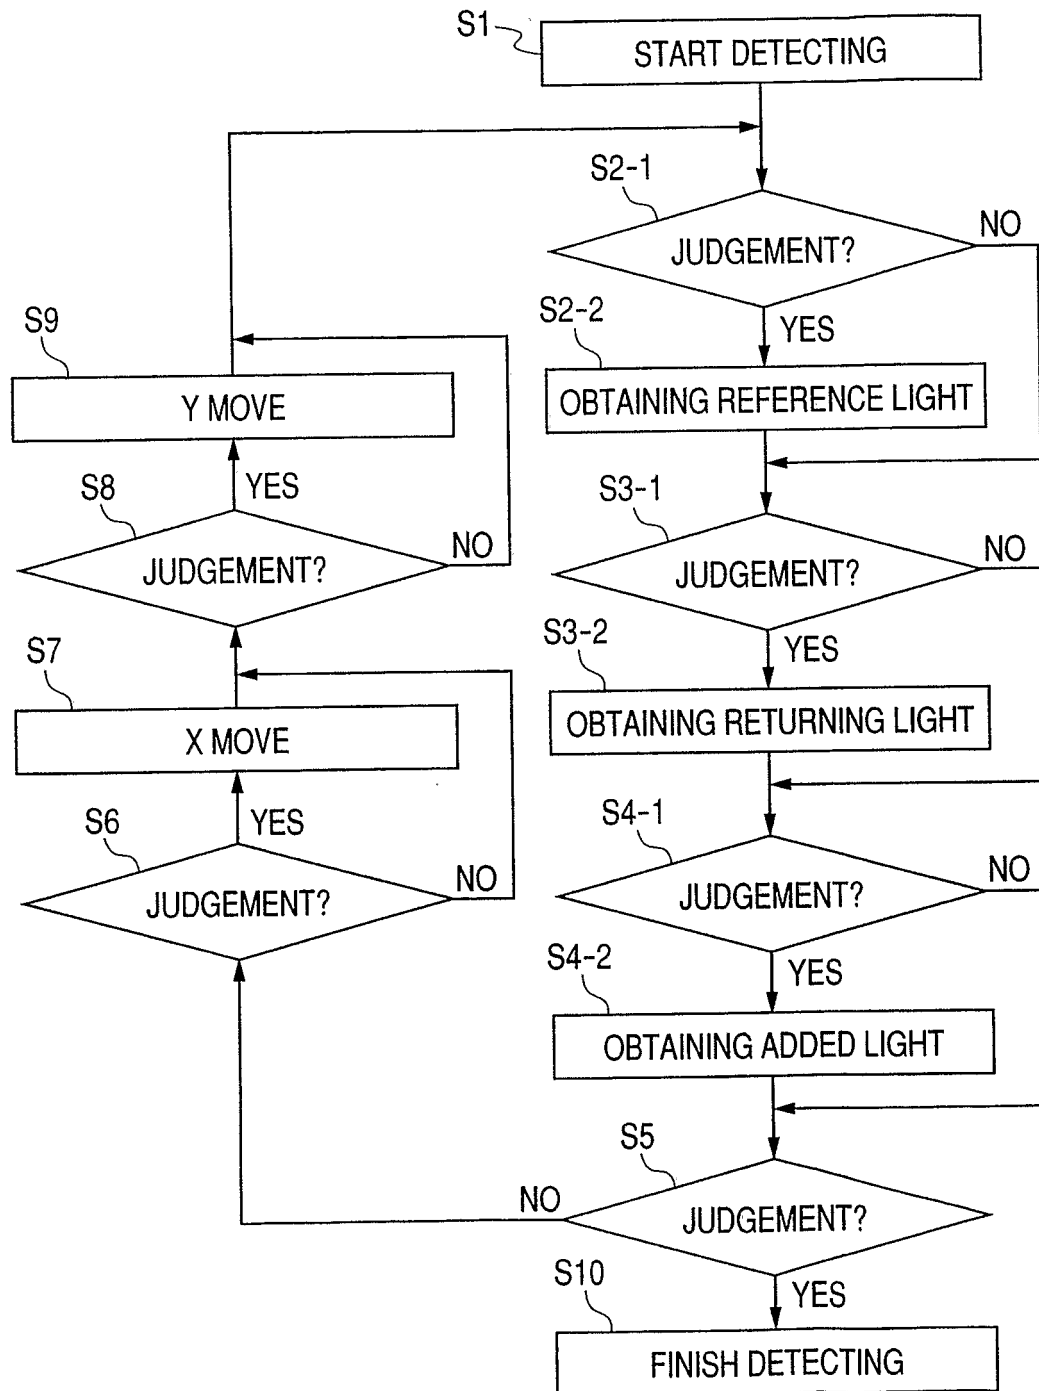 S1
START DETECTING
S2-1
JUDGEMENT?
NO
YES
S2-2
OBTAINING REFERENCE LIGHT
S3-1
JUDGEMENT?
NO
YES
S3-2
OBTAINING RETURNING LIGHT
S4-1
JUDGEMENT?
NO
YES
S4-2
OBTAINING ADDED LIGHT
S5
JUDGEMENT?
NO
YES
S10
FINISH DETECTING
S6
JUDGEMENT?
NO
YES
S7
X MOVE
S8
JUDGEMENT?
NO
YES
S9
Y MOVE